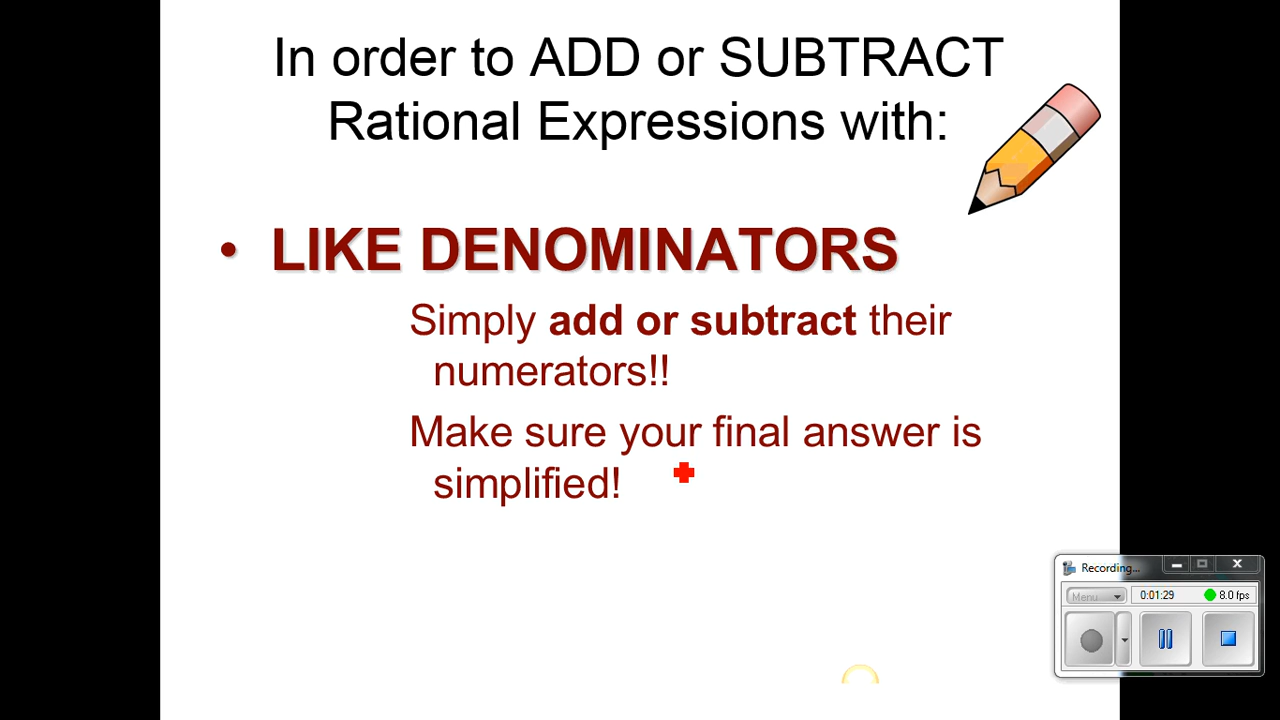 In order to ADD or SUBTRACT
Rational Expressions with:
• LIKE DENOMINATORS
Simply add or subtract their
numerators!!
Make sure your final answer is
simplified!
Recording...
Menu
0:01:29
8.0 fps